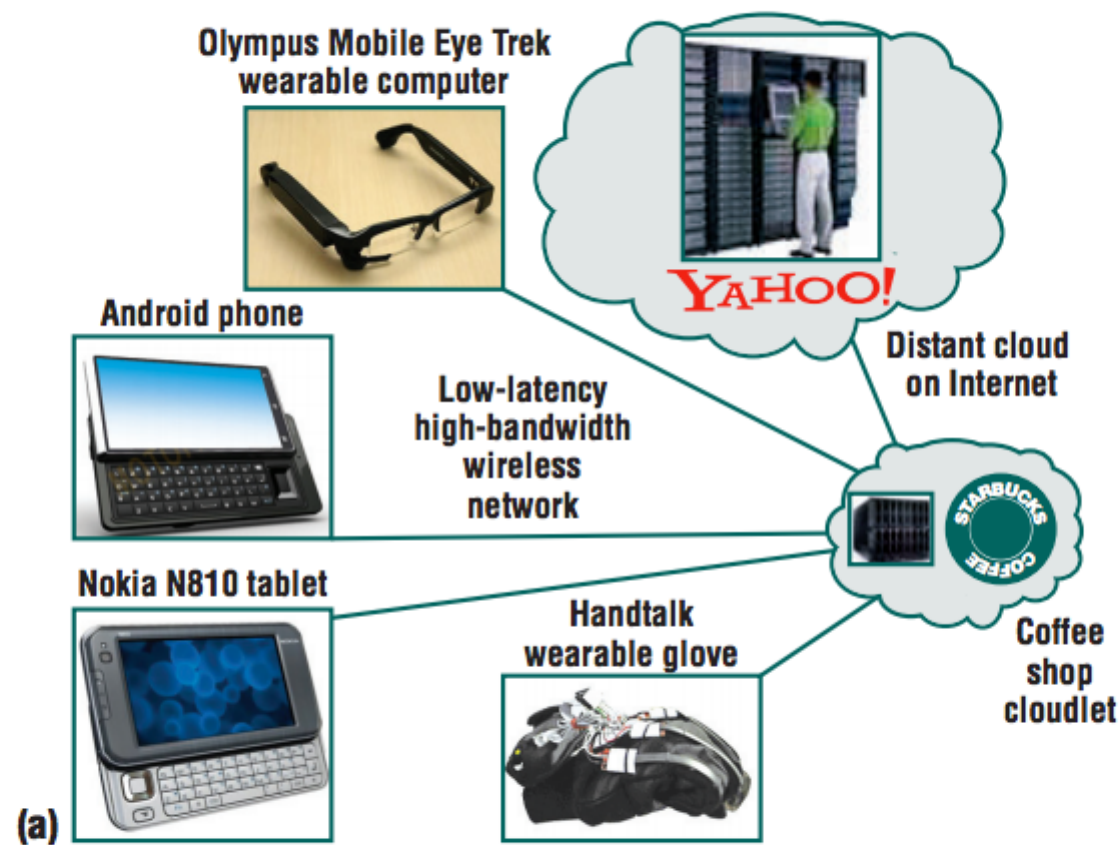 Olympus Mobile Eye Trek
wearable computer
YAHOO!
Android phone
Distant cloud
on Internet
Low-latency
high-bandwidth
wireless
network
STARBUCKS
COFFEE
Nokia N810 tablet
Handtalk
wearable glove
Coffee
shop
cloudlet
(a)